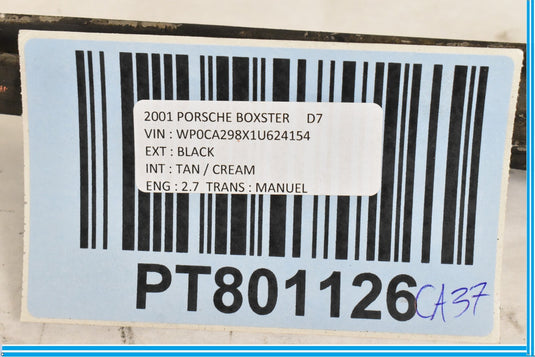 2001 PORSCHE BOXSTER D7
VIN : WP0CA298X1U624154
EXT : BLACK
INT : TAN / CREAM
ENG : 2.7 TRANS : MANUEL
PT801126 CA37